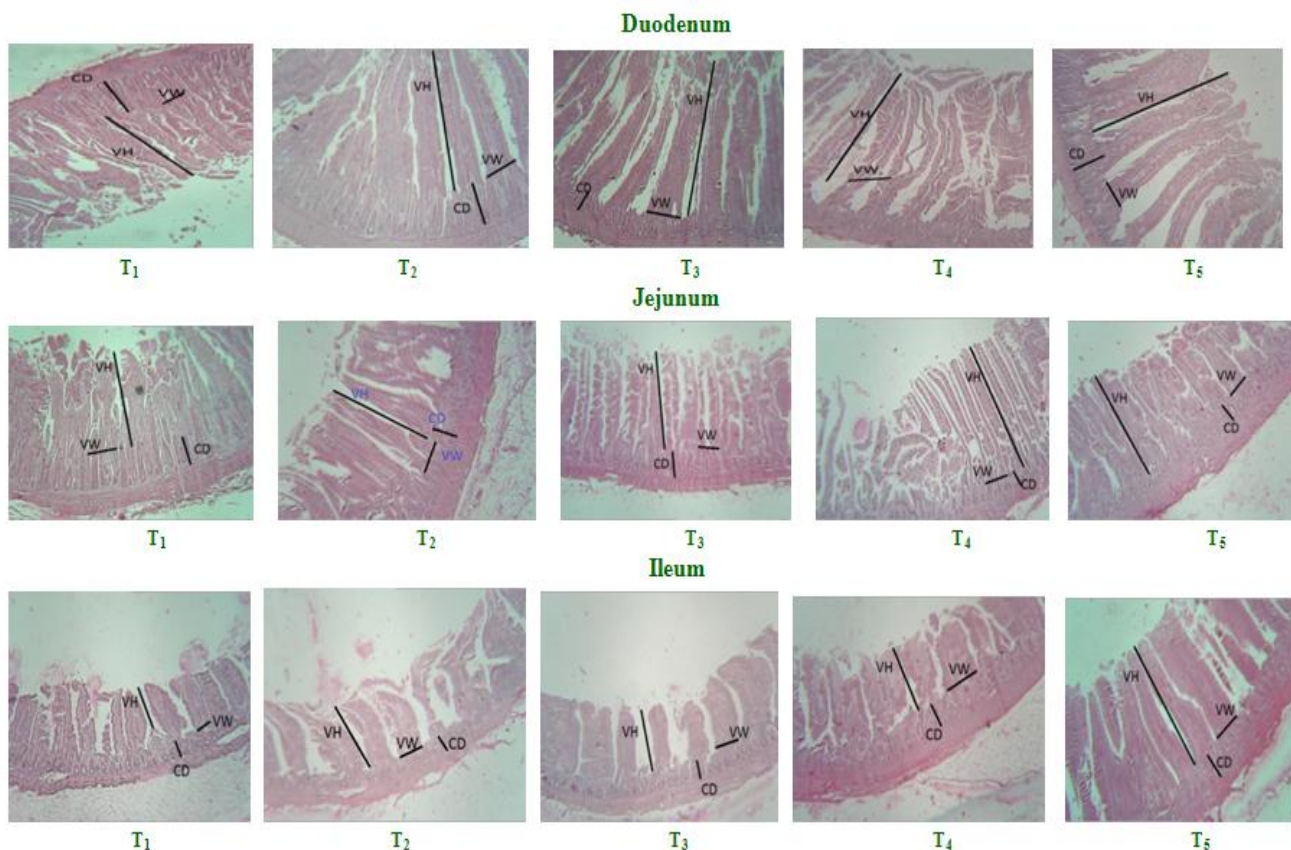 Duodenum
CD VW VH
VH VW CD
VH CD VW
VH VW
VH CD VW
T₁ T₂ T₃ T₄ T₅
Jejunum
VH VW CD
VH CD VW
VH VW CD
VH VW CD
VH VW CD
T₁ T₂ T₃ T₄ T₅
Ileum
VH VW CD
VH VW CD
VH VW CD
VH VW CD
VH VW CD
T₁ T₂ T₃ T₄ T₅